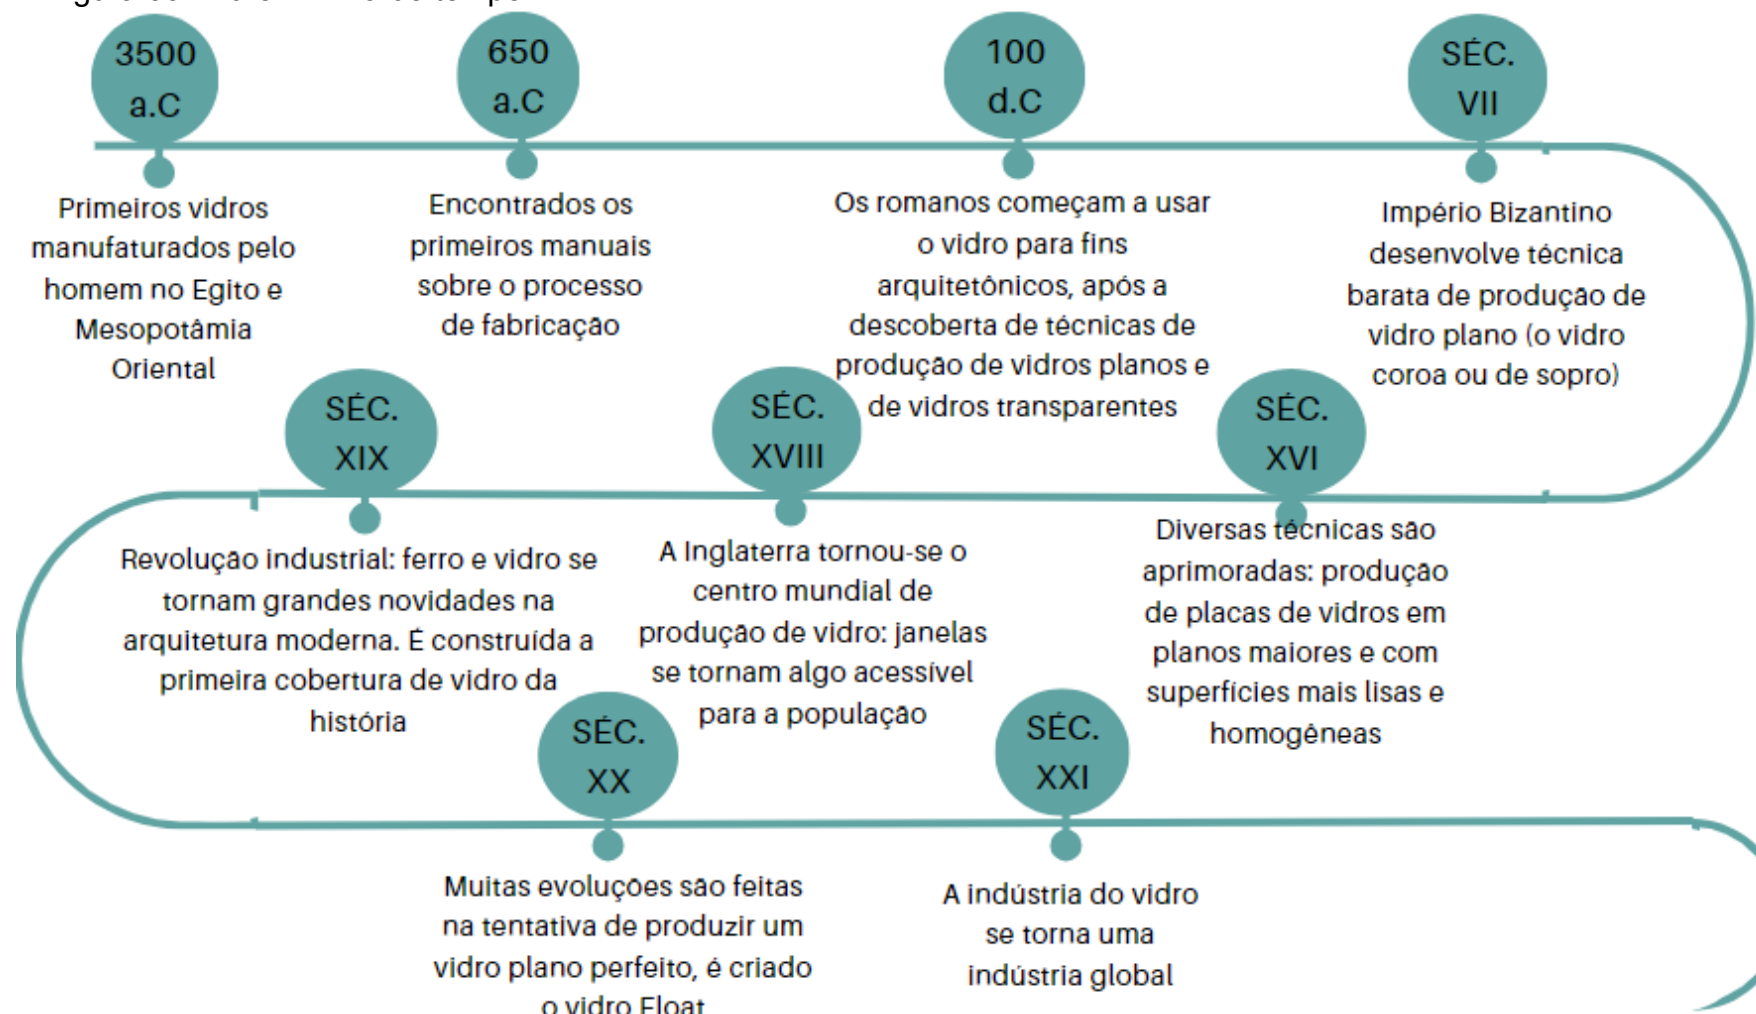 3500
a.C
Primeiros vidros
manufaturados pelo
homem no Egito e
Mesopotâmia
Oriental
650
a.C
Encontrados os
primeiros manuais
sobre o processo
de fabricação
100
d.C
Os romanos começam a usar
o vidro para fins
arquitetônicos, após a
descoberta de técnicas de
produção de vidros planos e
de vidros transparentes
SÉC.
VII
Império Bizantino
desenvolve técnica
barata de produção de
vidro plano (o vidro
coroa ou de sopro)
SÉC.
XVI
Diversas técnicas são
aprimoradas: produção
de placas de vidros em
planos maiores e com
superfícies mais lisas e
homogêneas
SÉC.
XVIII
A Inglaterra tornou-se o
centro mundial de
produção de vidro: janelas
se tornam algo acessível
para a população
SÉC.
XIX
Revolução industrial: ferro e vidro se
tornam grandes novidades na
arquitetura moderna. É construída a
primeira cobertura de vidro da
história
SÉC.
XX
Muitas evoluções são feitas
na tentativa de produzir um
vidro plano perfeito, é criado
o vidro Float
SÉC.
XXI
A indústria do vidro
se torna uma
indústria global